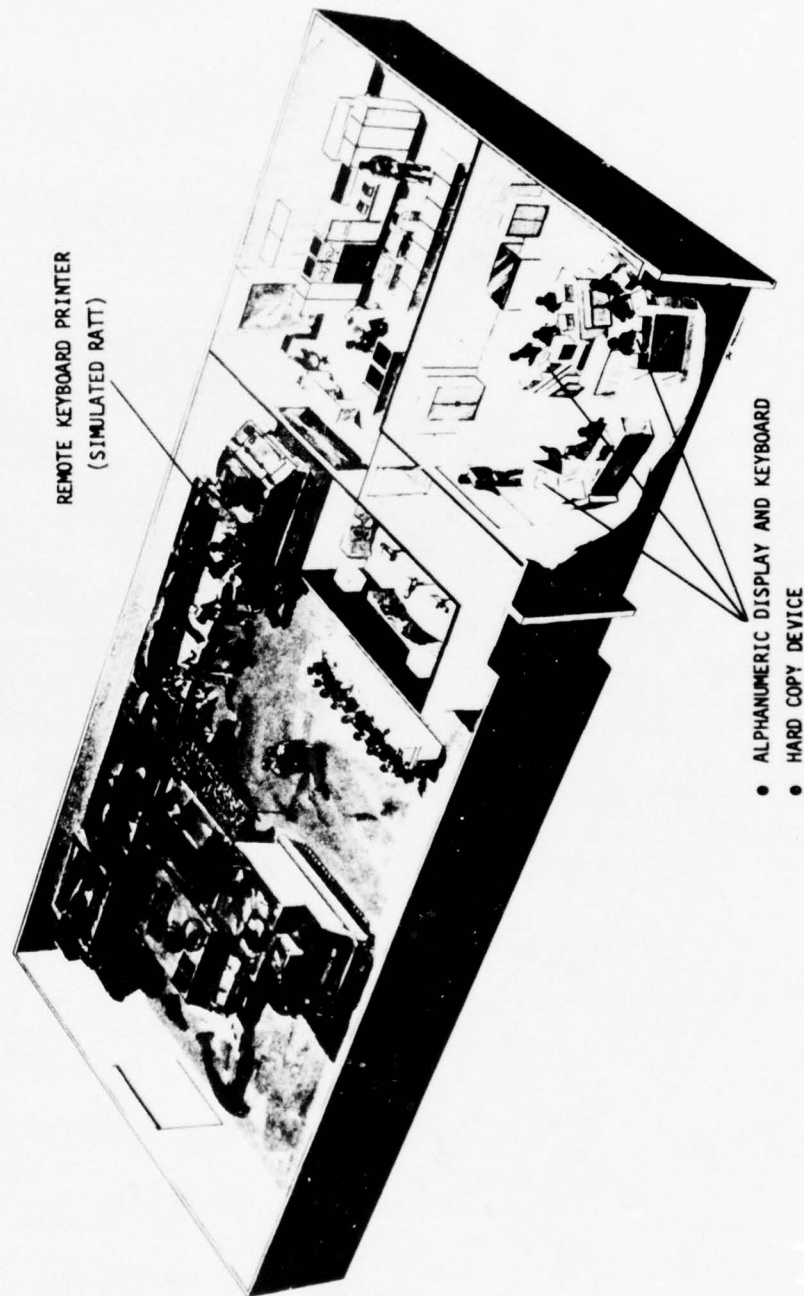 REMOTE KEYBOARD PRINTER
(SIMULATED RATT)
● ALPHANUMERIC DISPLAY AND KEYBOARD
● HARD COPY DEVICE